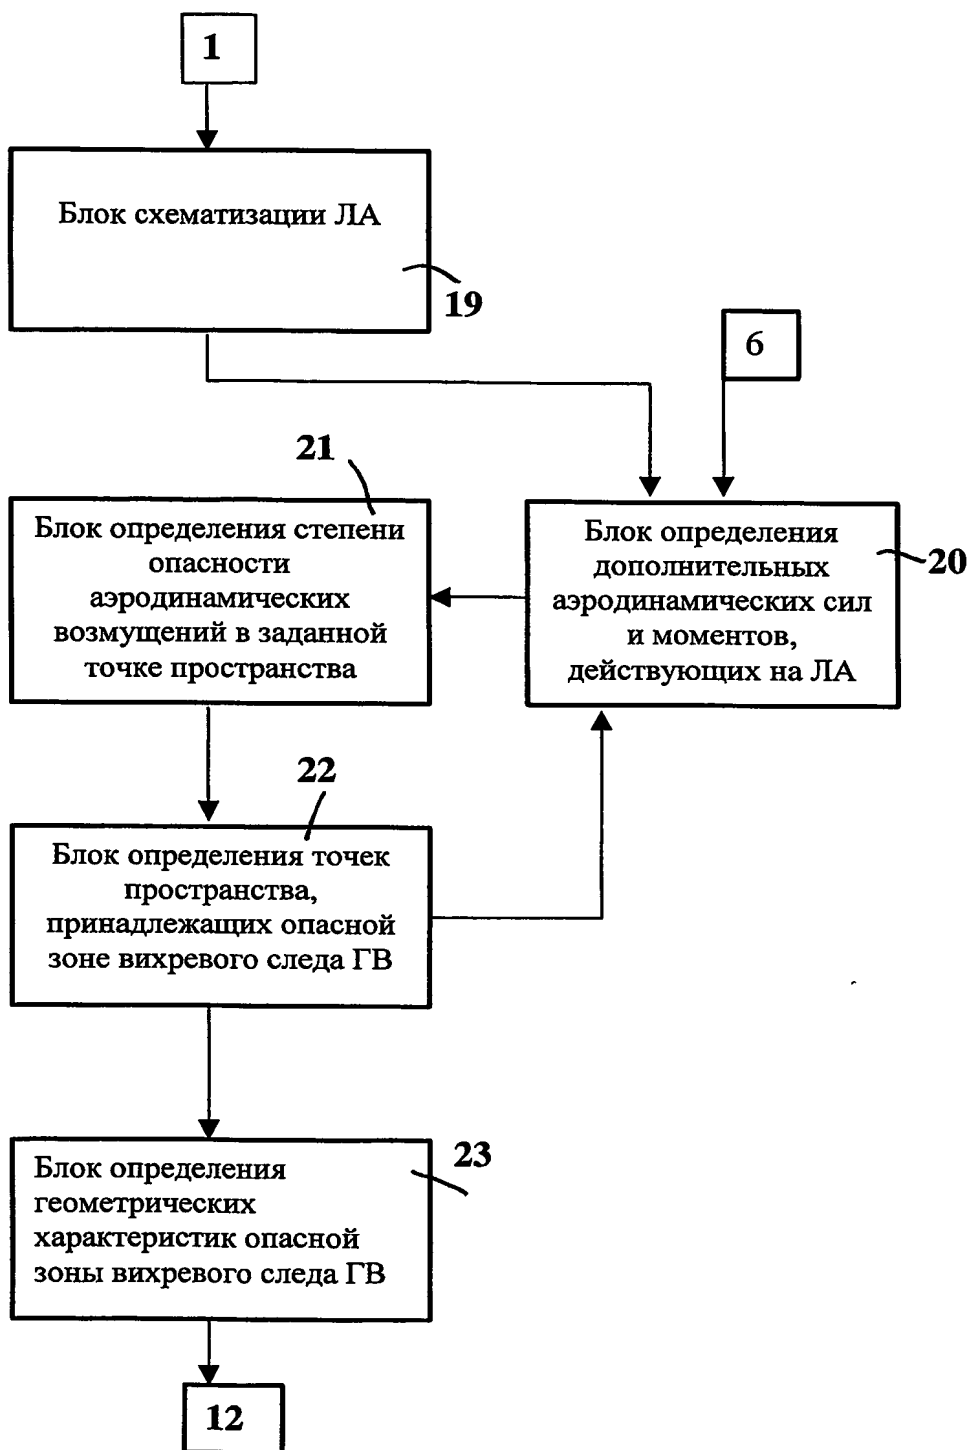 1
Блок схематизации ЛА
19
6
21
Блок определения степени
опасности
аэродинамических
возмущений в заданной
точке пространства
Блок определения
дополнительных
аэродинамических сил
и моментов,
действующих на ЛА
20
22
Блок определения точек
пространства,
принадлежащих опасной
зоне вихревого следа ГВ
23
Блок определения
геометрических
характеристик опасной
зоны вихревого следа ГВ
12